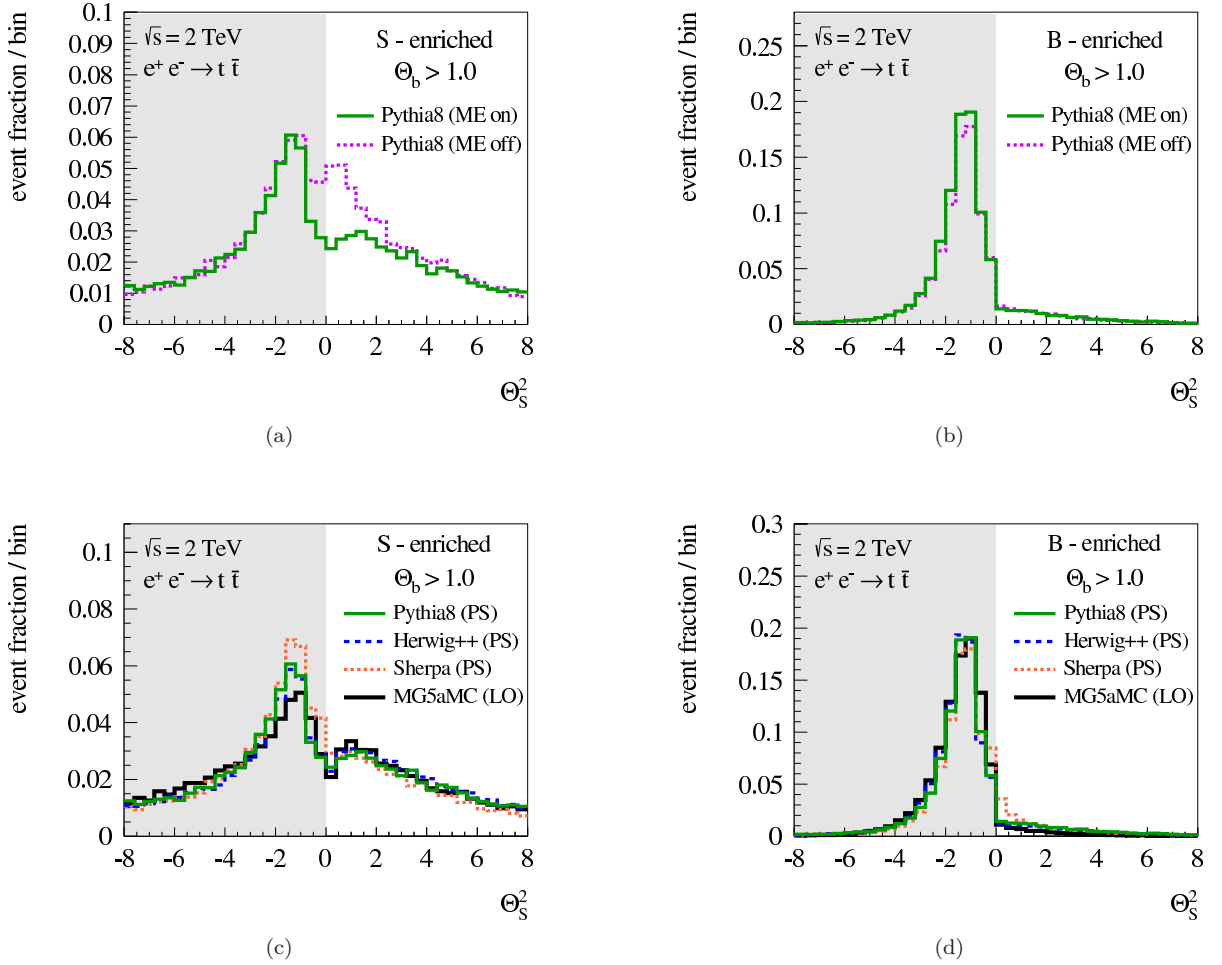 event fraction / bin
0.1
0.09
0.08
0.07
0.06
0.05
0.04
0.03
0.02
0.01
0
√s = 2 TeV
e⁺ e⁻ → t t̄
S - enriched
Θ_b > 1.0
Pythia8 (ME on)
Pythia8 (ME off)
-8 -6 -4 -2 0 2 4 6 8
Θ_S^2
(a)
event fraction / bin
0.25
0.2
0.15
0.1
0.05
0
√s = 2 TeV
e⁺ e⁻ → t t̄
B - enriched
Θ_b > 1.0
Pythia8 (ME on)
Pythia8 (ME off)
-8 -6 -4 -2 0 2 4 6 8
Θ_S^2
(b)
event fraction / bin
0.1
0.08
0.06
0.04
0.02
0
√s = 2 TeV
e⁺ e⁻ → t t̄
S - enriched
Θ_b > 1.0
Pythia8 (PS)
Herwig++ (PS)
Sherpa (PS)
MG5aMC (LO)
-8 -6 -4 -2 0 2 4 6 8
Θ_S^2
(c)
event fraction / bin
0.3
0.25
0.2
0.15
0.1
0.05
0
√s = 2 TeV
e⁺ e⁻ → t t̄
B - enriched
Θ_b > 1.0
Pythia8 (PS)
Herwig++ (PS)
Sherpa (PS)
MG5aMC (LO)
-8 -6 -4 -2 0 2 4 6 8
Θ_S^2
(d)